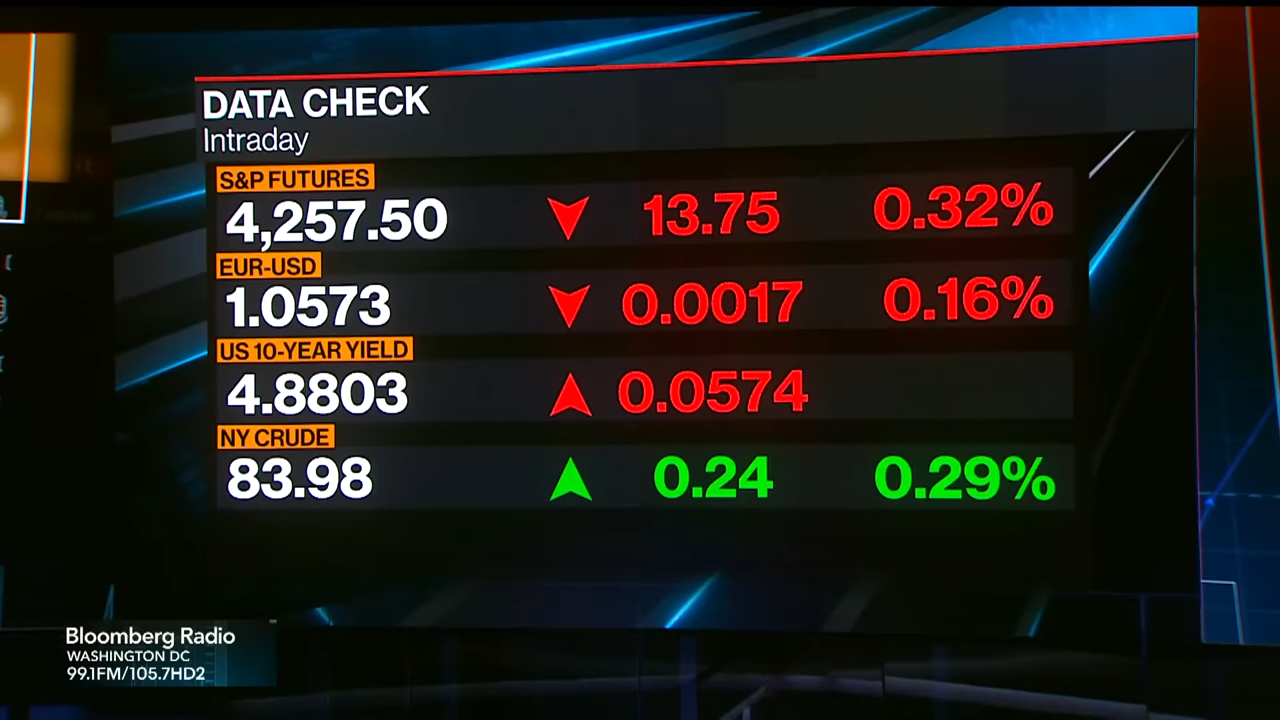 DATA CHECK
Intraday
S&P FUTURES
4,257.50 ▼ 13.75 0.32%
EUR-USD
1.0573 ▼ 0.0017 0.16%
US 10-YEAR YIELD
4.8803 ▲ 0.0574
NY CRUDE
83.98 ▲ 0.24 0.29%
Bloomberg Radio
WASHINGTON DC
99.1FM/105.7HD2